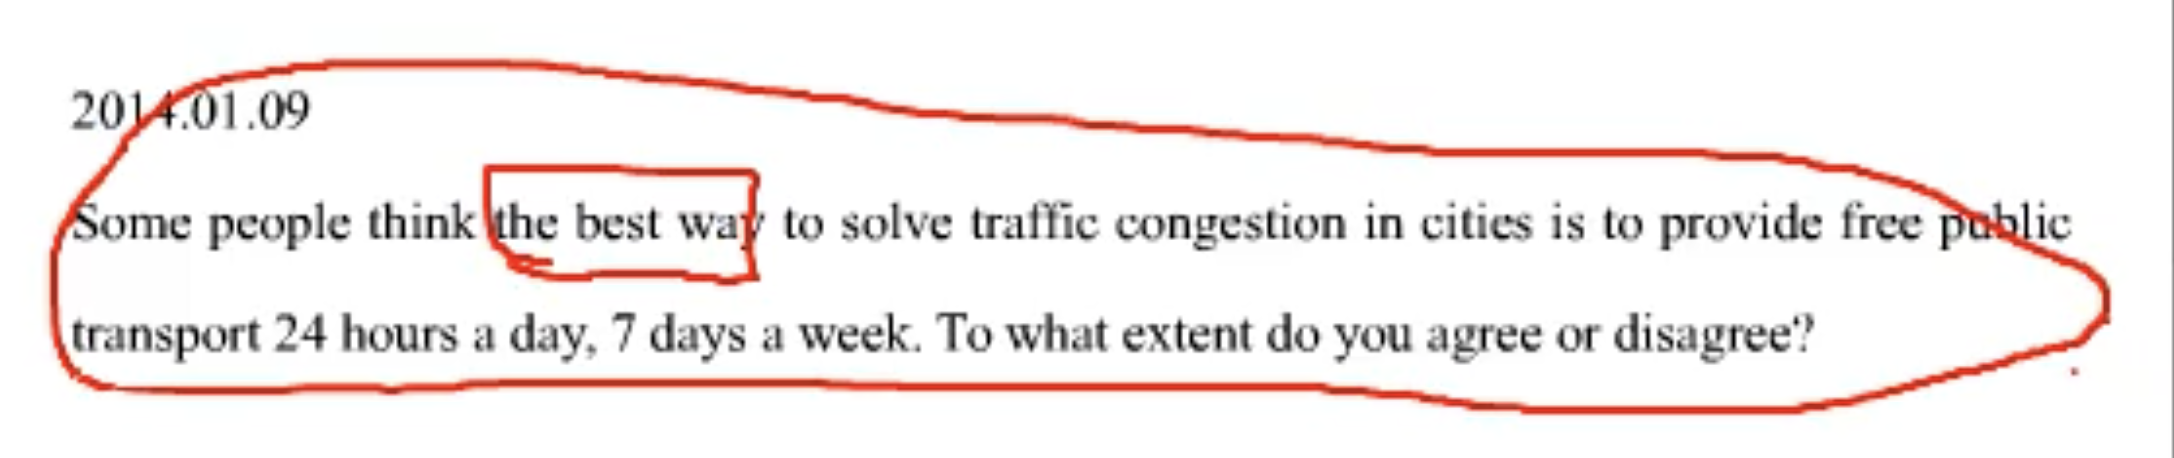 2014.01.09
Some people think the best way to solve traffic congestion in cities is to provide free public
transport 24 hours a day, 7 days a week. To what extent do you agree or disagree?